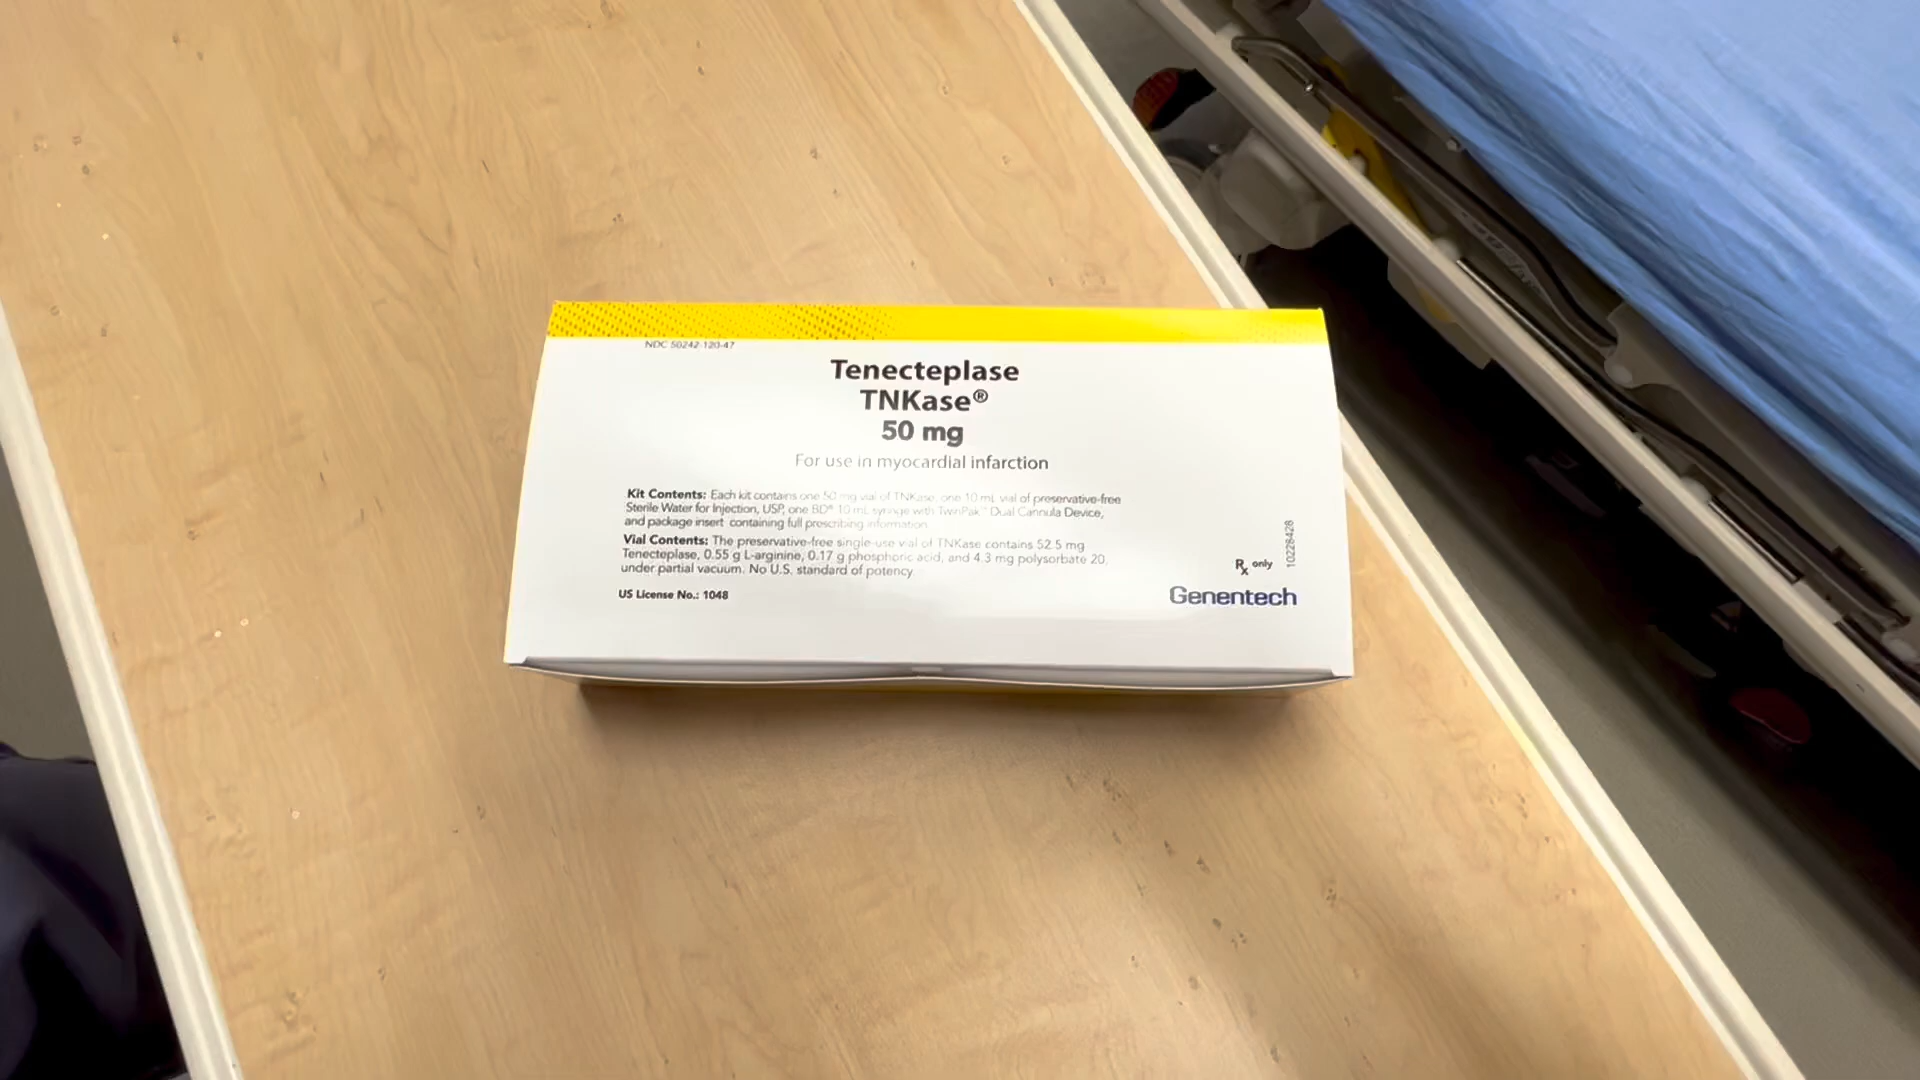 NDC 50242-120-47
Tenecteplase
TNKase®
50 mg
For use in myocardial infarction
Kit Contents: Each kit contains one 50 mg vial of TNKase, one 10 mL vial of preservative-free
Sterile Water for Injection, USP, one BD® 10 mL syringe with TwinPak™ Dual Cannula Device,
and package insert containing full prescribing information
Vial Contents: The preservative-free single-use vial of TNKase contains 52.5 mg
Tenecteplase, 0.55 g L-arginine, 0.17 g phosphoric acid, and 4.3 mg polysorbate 20,
under partial vacuum. No U.S. standard of potency.
US License No.: 1048
Rx only
10228428
Genentech